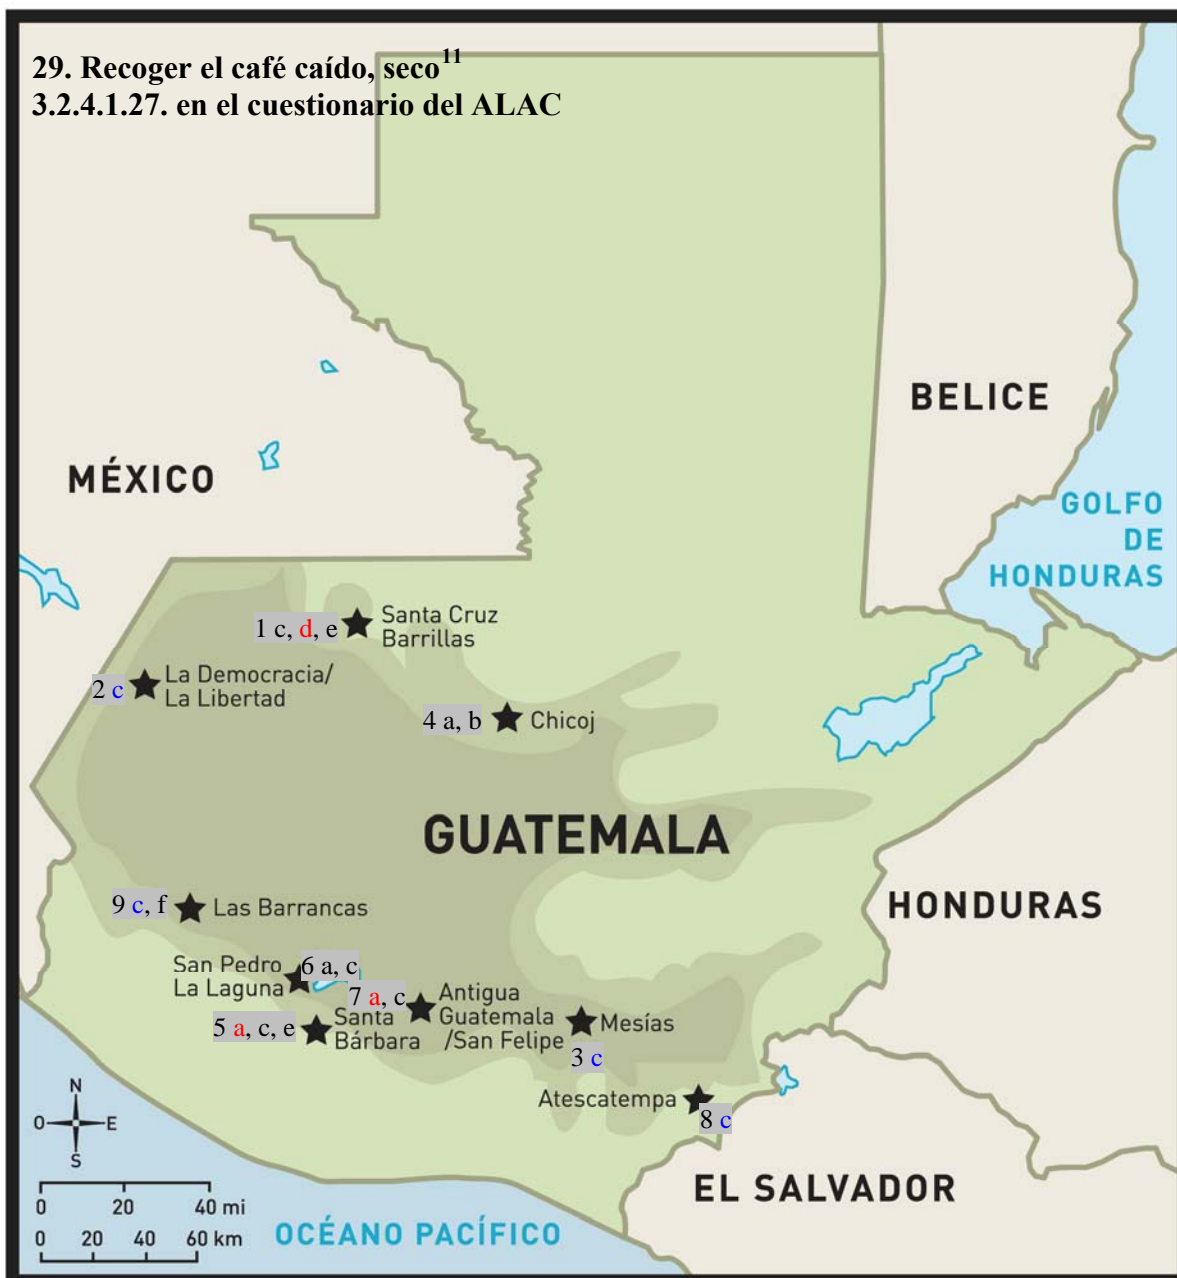 29. Recoger el café caído, seco11
3.2.4.1.27. en el cuestionario del ALAC
BELICE
MÉXICO
GOLFO
DE
HONDURAS
1 c, d, e
Santa Cruz
Barrillas
2 c
La Democracia/
La Libertad
4 a, b
Chicoj
GUATEMALA
HONDURAS
9 c, f
Las Barrancas
San Pedro
La Laguna
6 a, c
7 a, c
Antigua
Guatemala
/San Felipe
5 a, c, e
Santa
Bárbara
Mesías
3 c
Atescatempa
8 c
N
O
E
S
EL SALVADOR
0 20 40 mi
0 20 40 60 km
OCÉANO PACÍFICO